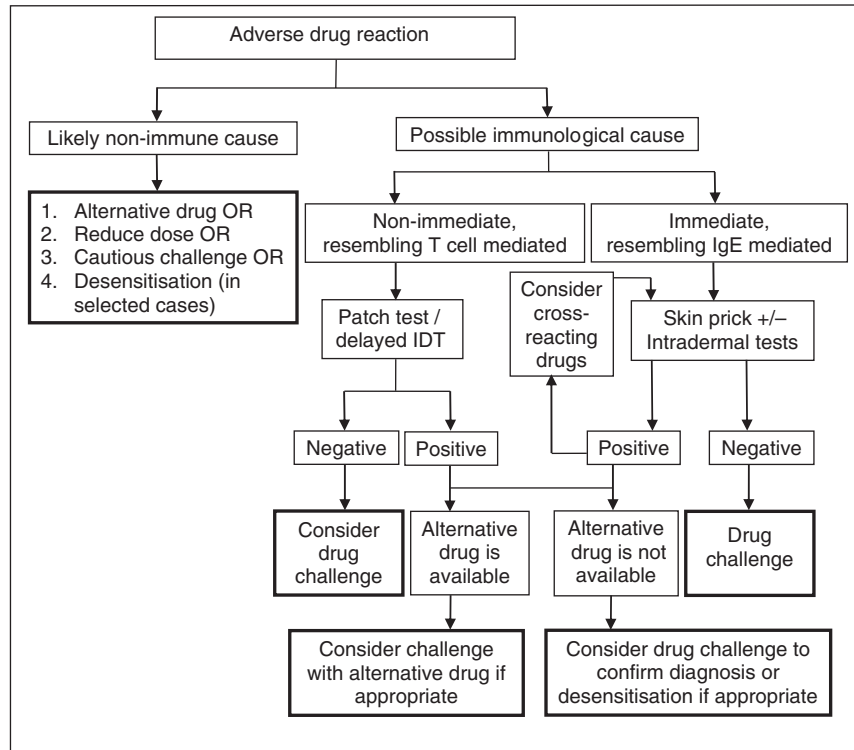 Adverse drug reaction
Likely non-immune cause
Possible immunological cause
1. Alternative drug OR
2. Reduce dose OR
3. Cautious challenge OR
4. Desensitisation (in
selected cases)
Non-immediate,
resembling T cell mediated
Immediate,
resembling IgE mediated
Patch test /
delayed IDT
Consider
cross-
reacting
drugs
Skin prick +/–
Intradermal tests
Negative
Positive
Positive
Negative
Consider
drug
challenge
Alternative
drug is
available
Alternative
drug is not
available
Drug
challenge
Consider challenge
with alternative drug if
appropriate
Consider drug challenge to
confirm diagnosis or
desensitisation if appropriate